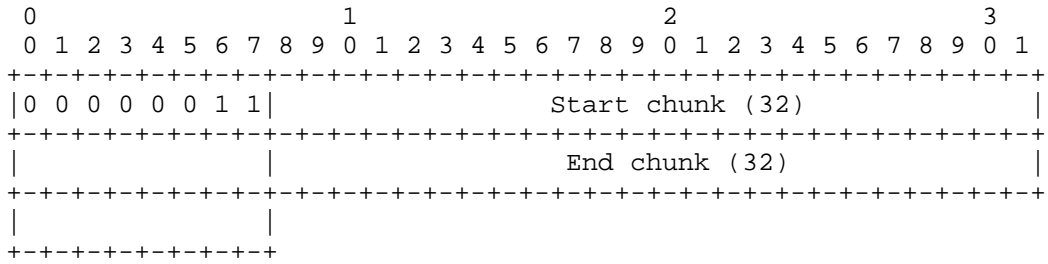 0                   1                   2                   3
 0 1 2 3 4 5 6 7 8 9 0 1 2 3 4 5 6 7 8 9 0 1 2 3 4 5 6 7 8 9 0 1
+-+-+-+-+-+-+-+-+-+-+-+-+-+-+-+-+-+-+-+-+-+-+-+-+-+-+-+-+-+-+-+-+
|0 0 0 0 0 0 1 1|                 Start chunk (32)              |
+-+-+-+-+-+-+-+-+-+-+-+-+-+-+-+-+-+-+-+-+-+-+-+-+-+-+-+-+-+-+-+-+
|               |                  End chunk (32)               |
+-+-+-+-+-+-+-+-+-+-+-+-+-+-+-+-+-+-+-+-+-+-+-+-+-+-+-+-+-+-+-+-+
|               |
+-+-+-+-+-+-+-+-+